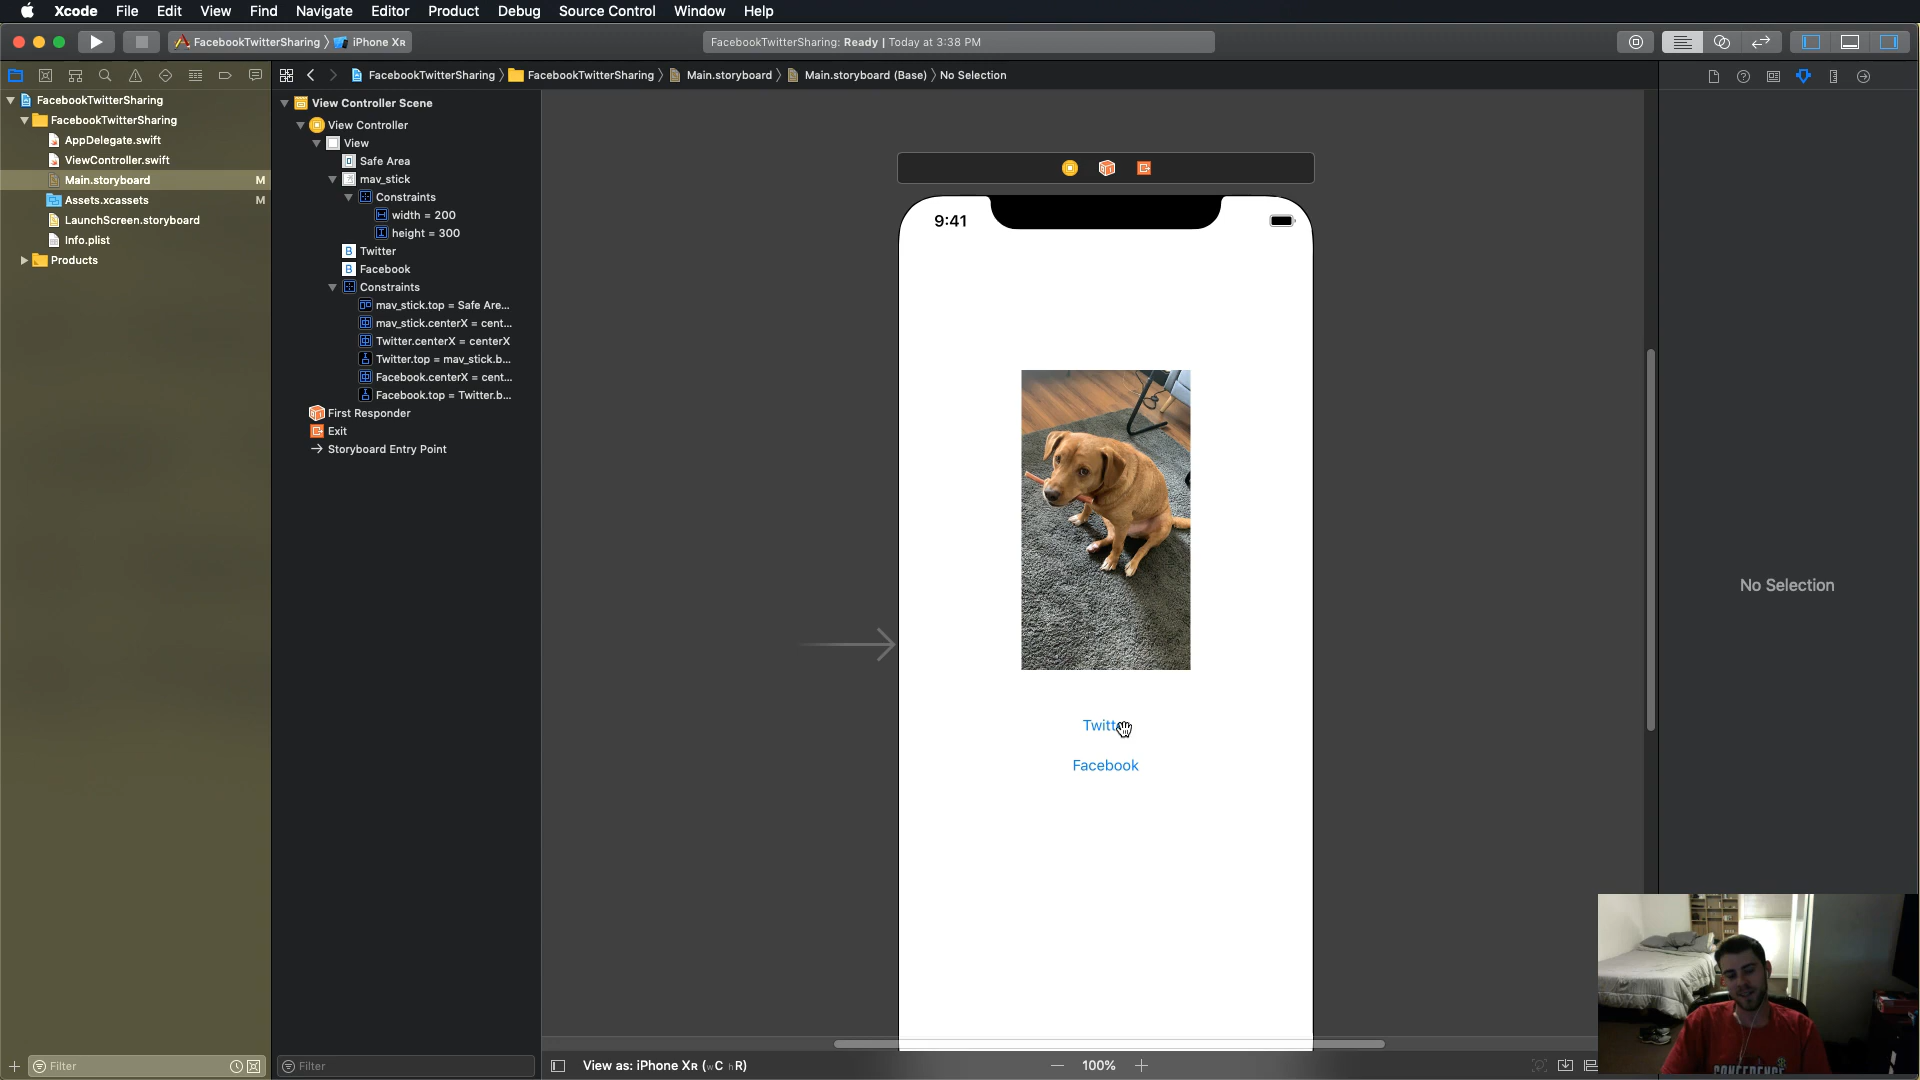 Xcode File Edit View Find Navigate Editor Product Debug Source Control Window Help
FacebookTwitterSharing iPhone XR
FacebookTwitterSharing: Ready | Today at 3:38 PM
FacebookTwitterSharing FacebookTwitterSharing Main.storyboard Main.storyboard (Base) No Selection
FacebookTwitterSharing
FacebookTwitterSharing
AppDelegate.swift
ViewController.swift
Main.storyboard M
Assets.xcassets M
LaunchScreen.storyboard
Info.plist
Products
View Controller Scene
View Controller
View
Safe Area
mav_stick
Constraints
width = 200
height = 300
B Twitter
B Facebook
Constraints
mav_stick.top = Safe Are...
mav_stick.centerX = cent...
Twitter.centerX = centerX
Twitter.top = mav_stick.b...
Facebook.centerX = cent...
Facebook.top = Twitter.b...
First Responder
Exit
Storyboard Entry Point
9:41
Twitt
Facebook
No Selection
Filter
Filter
View as: iPhone XR (wC hR)
100%
CONFERENCE